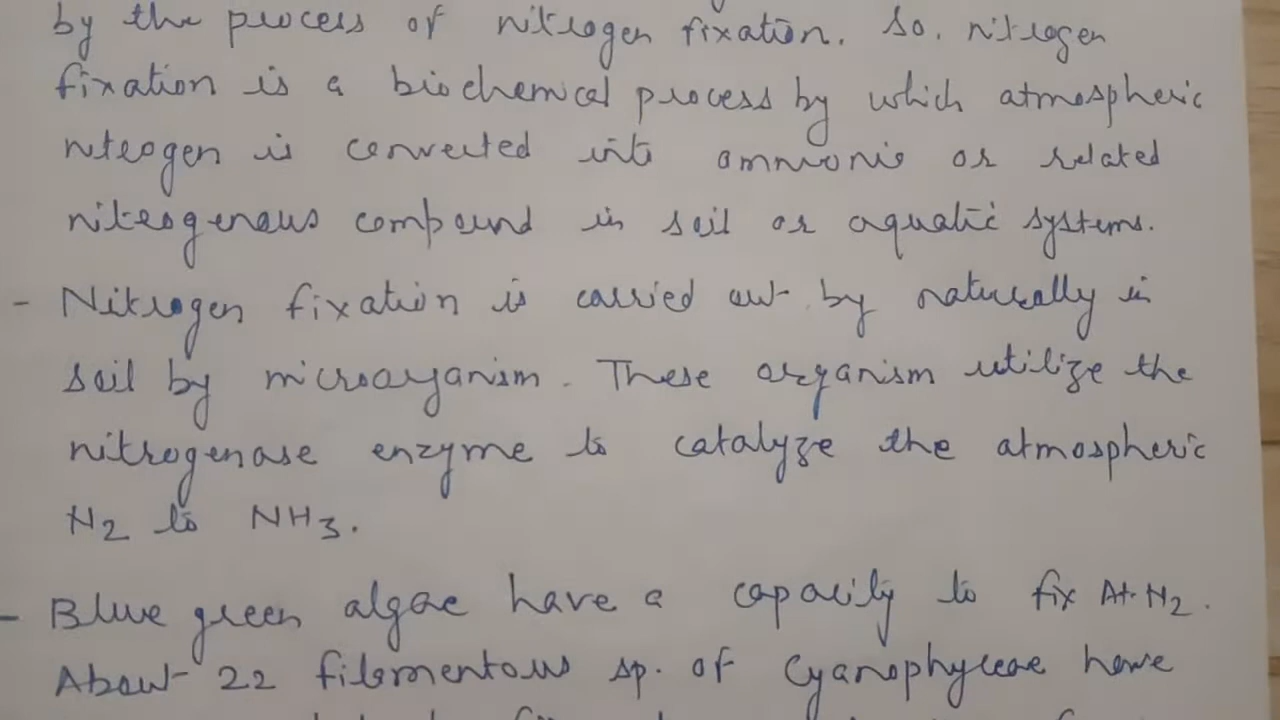 by the process of nitrogen fixation. So, nitrogen
fixation is a biochemical process by which atmospheric
ntrogen is converted into ammonia or related
nitrogenous compound in soil or aquatic systems.
- Nitrogen fixation is carried out by naturally in
soil by microorganism. These organism utilize the
nitrogenase enzyme to catalyze the atmospheric
N2 to NH3.
- Blue green algae have a capacity to fix At. N2.
About 22 filamentous sp. of Cyanophyceae have